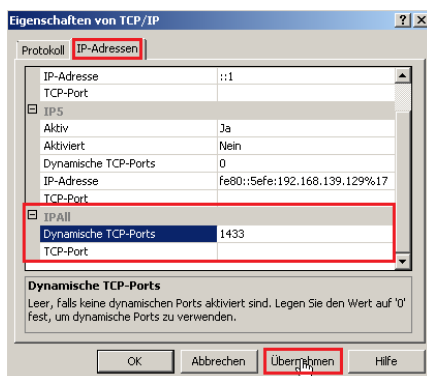 Eigenschaften von TCP/IP
Protokoll IP-Adressen
IP-Adresse ::1
TCP-Port
IP5
Aktiv Ja
Aktiviert Nein
Dynamische TCP-Ports 0
IP-Adresse fe80::5efe:192.168.139.129%17
TCP-Port
IPAll
Dynamische TCP-Ports 1433
TCP-Port
Dynamische TCP-Ports
Leer, falls keine dynamischen Ports aktiviert sind. Legen Sie den Wert auf '0'
fest, um dynamische Ports zu verwenden.
OK Abbrechen Übernehmen Hilfe